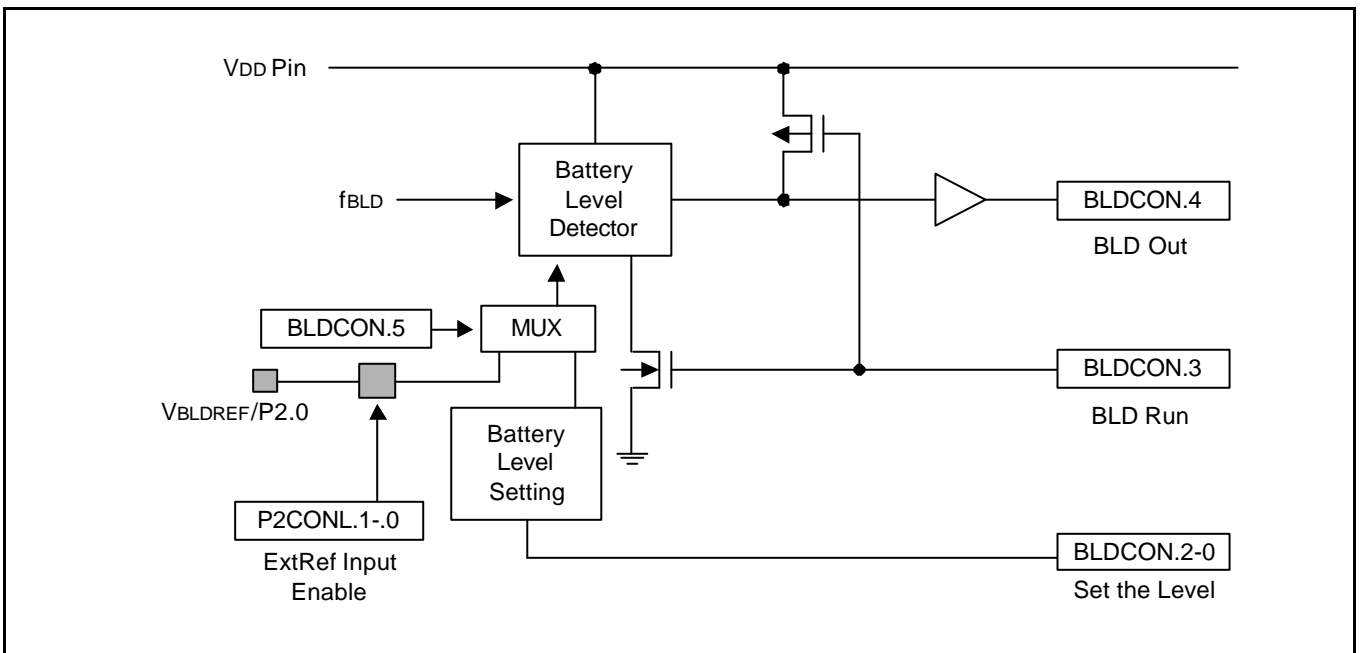 VDD Pin
Battery
Level
Detector
fBLD
BLDCON.4
BLD Out
BLDCON.5
MUX
VBLDREF/P2.0
BLDCON.3
BLD Run
Battery
Level
Setting
P2CONL.1-.0
ExtRef Input
Enable
BLDCON.2-0
Set the Level